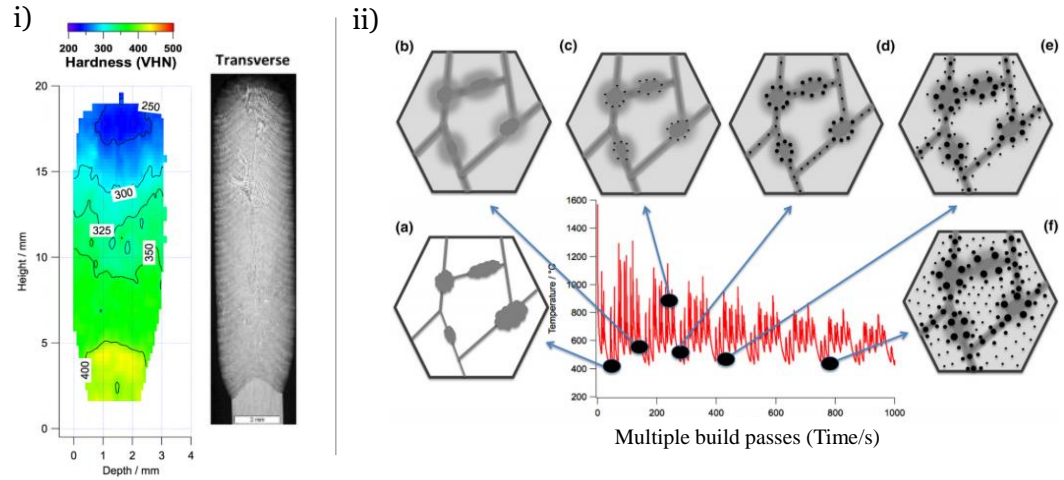 i)
200 300 400 500
Hardness (VHN)
Transverse
20
15
10
5
0
Height / mm
250
300
325
350
400
0 1 2 3 4
Depth / mm
2 mm
ii)
(b)
(c)
(d)
(e)
(a)
(f)
1600
1400
1200
1000
800
600
400
200
Temperature / °C
0 200 400 600 800 1000
Multiple build passes (Time/s)